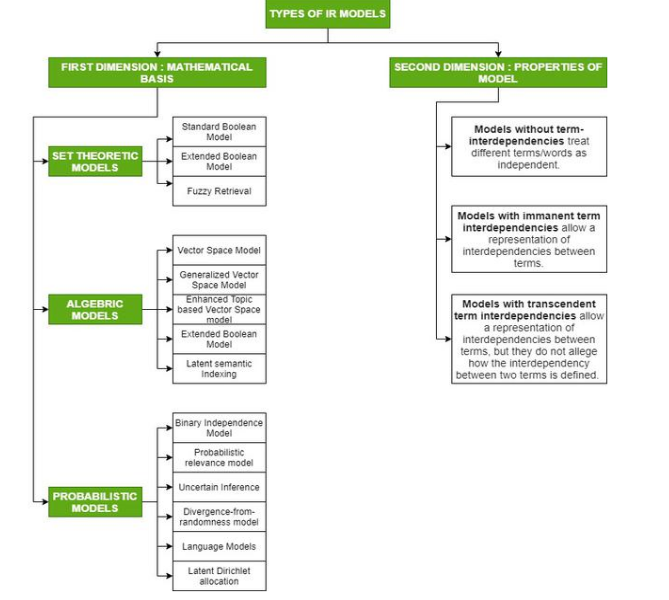 TYPES OF IR MODELS
FIRST DIMENSION : MATHEMATICAL
BASIS
SECOND DIMENSION : PROPERTIES OF
MODEL
SET THEORETIC
MODELS
Standard Boolean
Model
Extended Boolean
Model
Fuzzy Retrieval
ALGEBRIC
MODELS
Vector Space Model
Generalized Vector
Space Model
Enhanced Topic
based Vector Space
model
Extended Boolean
Model
Latent semantic
Indexing
PROBABILISTIC
MODELS
Binary Independence
Model
Probabilistic
relevance model
Uncertain Inference
Divergence-from-
randomness model
Language Models
Latent Dirichlet
allocation
Models without term-
interdependencies treat
different terms/words as
independent.
Models with immanent term
interdependencies allow a
representation of
interdependencies between
terms.
Models with transcendent
term interdependencies allow
a representation of
interdependencies between
terms, but they do not allege
how the interdependency
between two terms is defined.